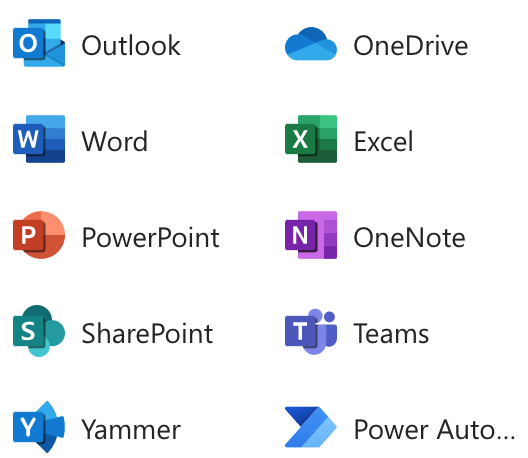 Outlook OneDrive
Word Excel
PowerPoint OneNote
SharePoint Teams
Yammer Power Auto...